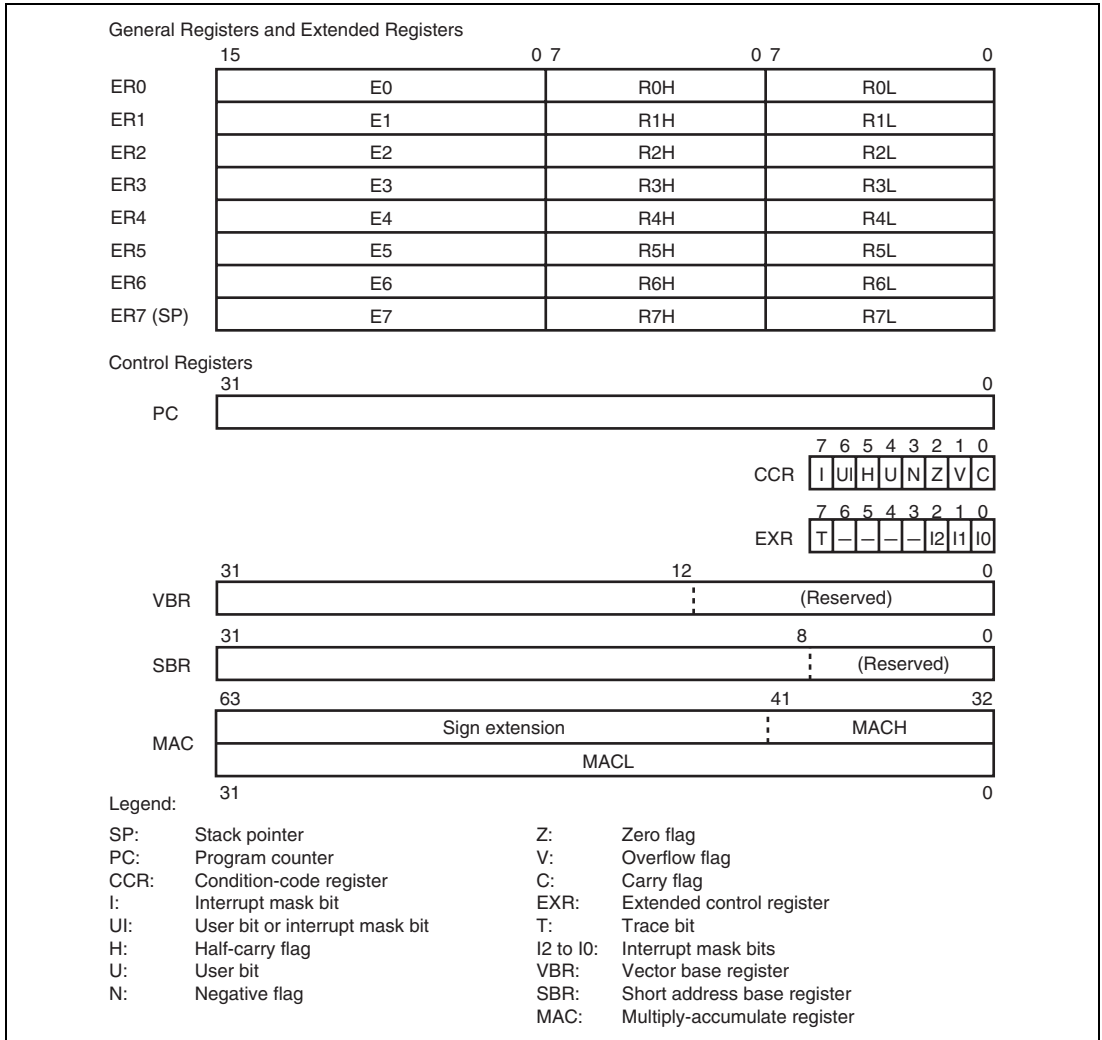 General Registers and Extended Registers
15 0 7 0 7 0
ER0 E0 R0H R0L
ER1 E1 R1H R1L
ER2 E2 R2H R2L
ER3 E3 R3H R3L
ER4 E4 R4H R4L
ER5 E5 R5H R5L
ER6 E6 R6H R6L
ER7 (SP) E7 R7H R7L
Control Registers
31 0
PC
7 6 5 4 3 2 1 0
CCR I UI H U N Z V C
7 6 5 4 3 2 1 0
EXR T — — — — I2 I1 I0
31 12 0
VBR (Reserved)
31 8 0
SBR (Reserved)
63 41 32
MAC Sign extension MACH
MACL
31 0
Legend:
SP: Stack pointer
PC: Program counter
CCR: Condition-code register
I: Interrupt mask bit
UI: User bit or interrupt mask bit
H: Half-carry flag
U: User bit
N: Negative flag
Z: Zero flag
V: Overflow flag
C: Carry flag
EXR: Extended control register
T: Trace bit
I2 to I0: Interrupt mask bits
VBR: Vector base register
SBR: Short address base register
MAC: Multiply-accumulate register